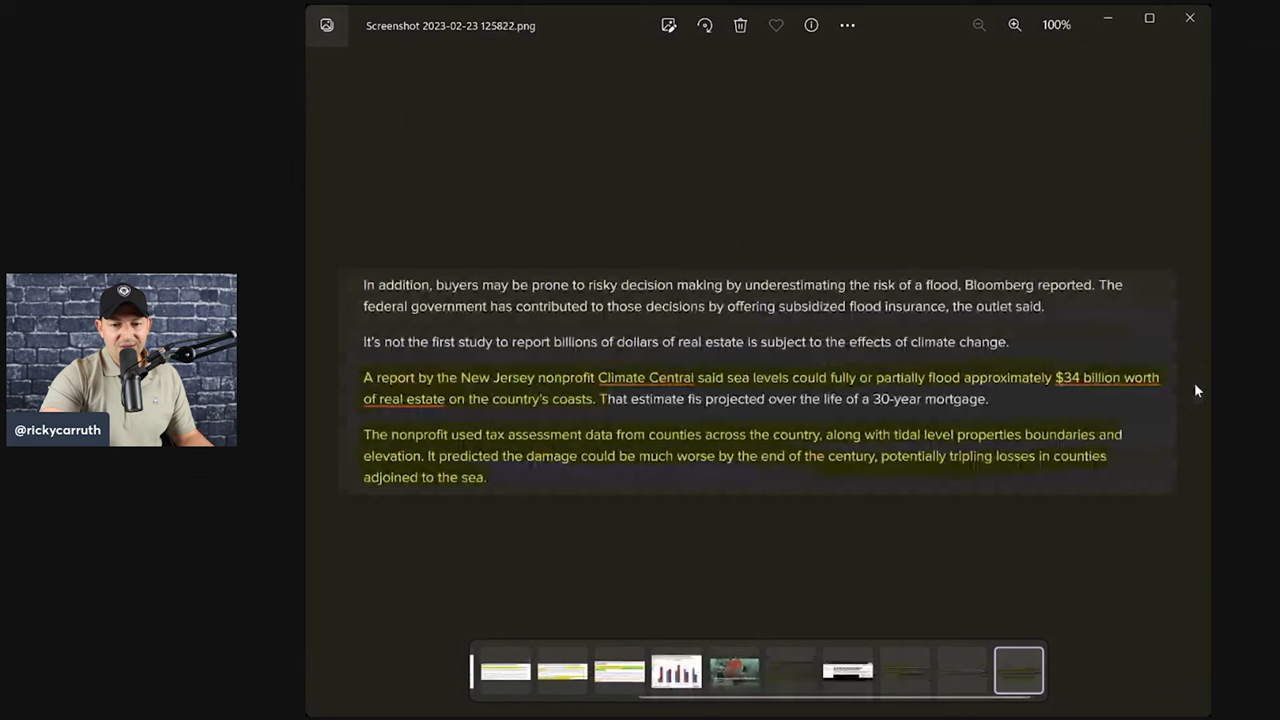 Screenshot 2023-02-23 125822.png
100%
In addition, buyers may be prone to risky decision making by underestimating the risk of a flood, Bloomberg reported. The
federal government has contributed to those decisions by offering subsidized flood insurance, the outlet said.
It's not the first study to report billions of dollars of real estate is subject to the effects of climate change.
A report by the New Jersey nonprofit Climate Central said sea levels could fully or partially flood approximately $34 billion worth
of real estate on the country's coasts. That estimate fis projected over the life of a 30-year mortgage.
The nonprofit used tax assessment data from counties across the country, along with tidal level properties boundaries and
elevation. It predicted the damage could be much worse by the end of the century, potentially tripling losses in counties
adjoined to the sea.
@rickycarruth